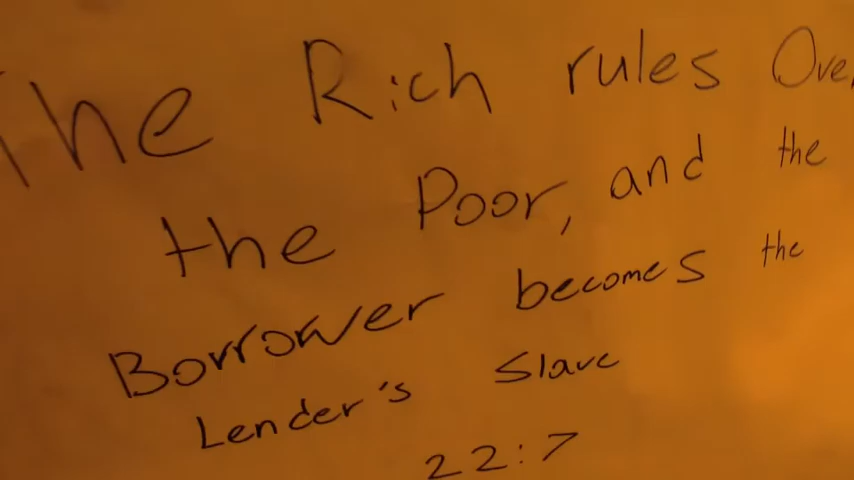 The Rich rules Over
the Poor, and the
Borrower becomes the
Lender's Slave
22:7